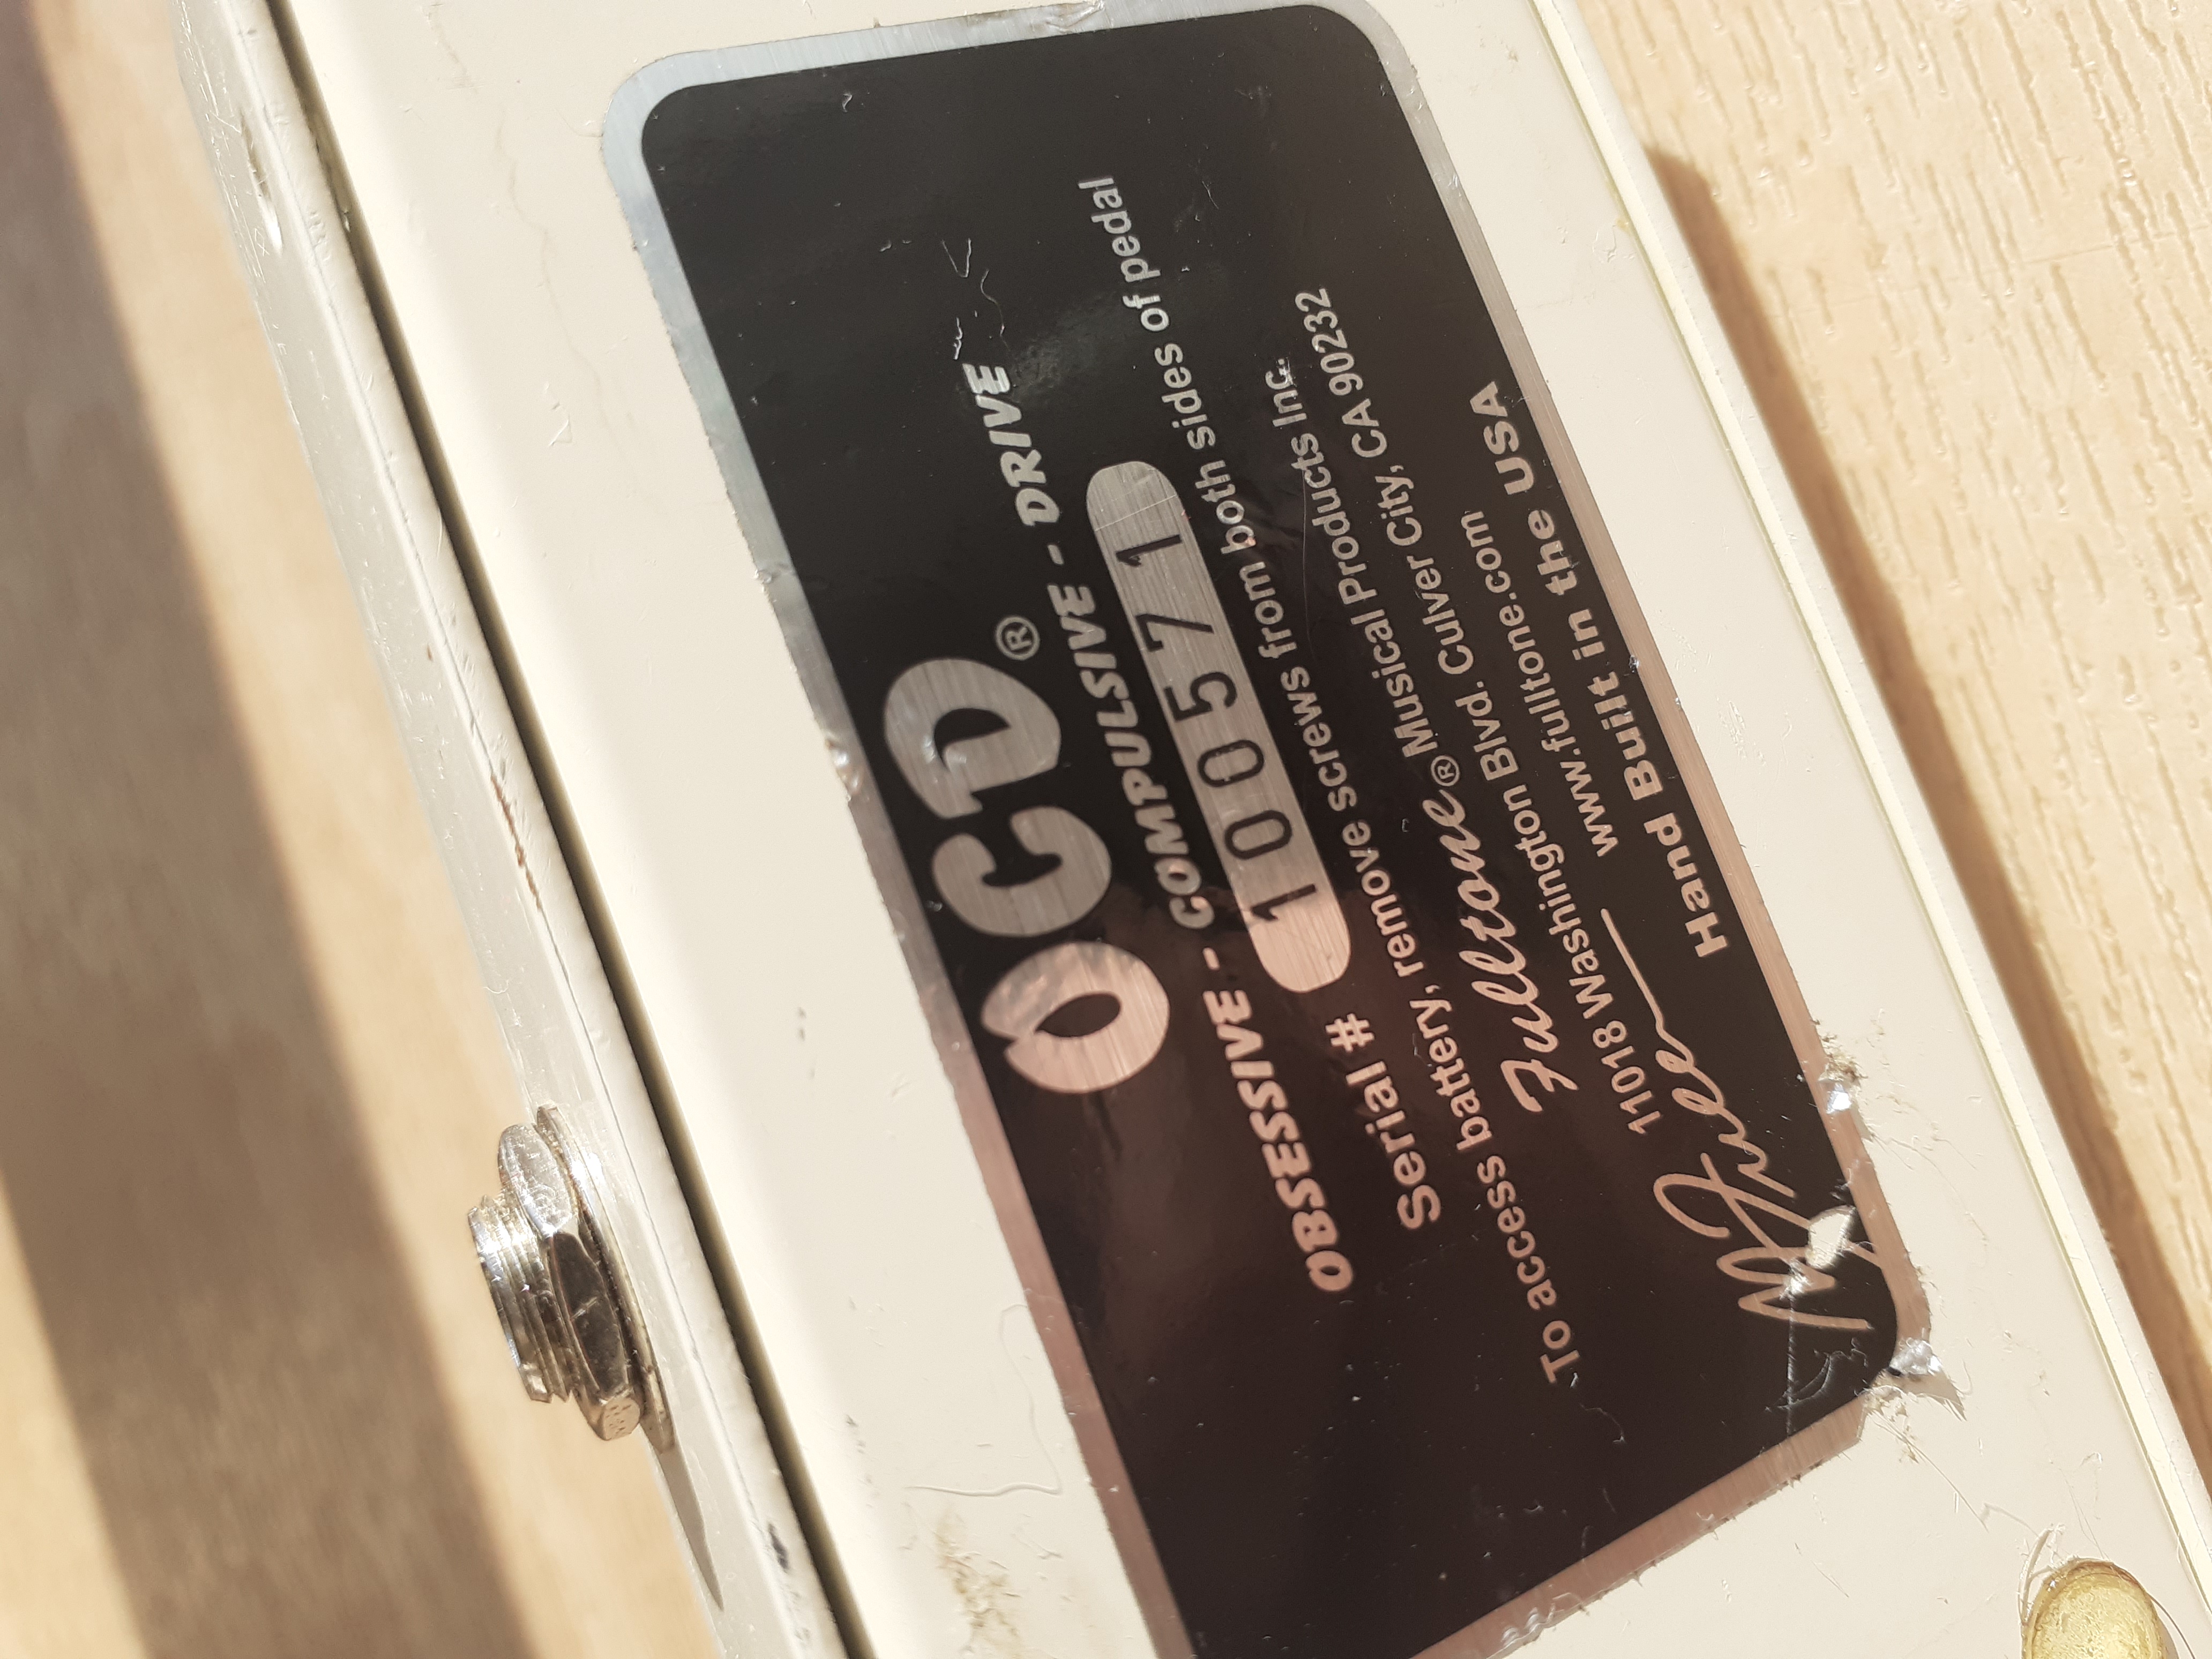 OCD®
OBSESSIVE - COMPULSIVE - DRIVE
Serial # 100571
To access battery, remove screws from both sides of pedal
Fulltone® Musical Products Inc.
11018 Washington Blvd. Culver City, CA 90232
www.fulltone.com
Hand Built in the USA